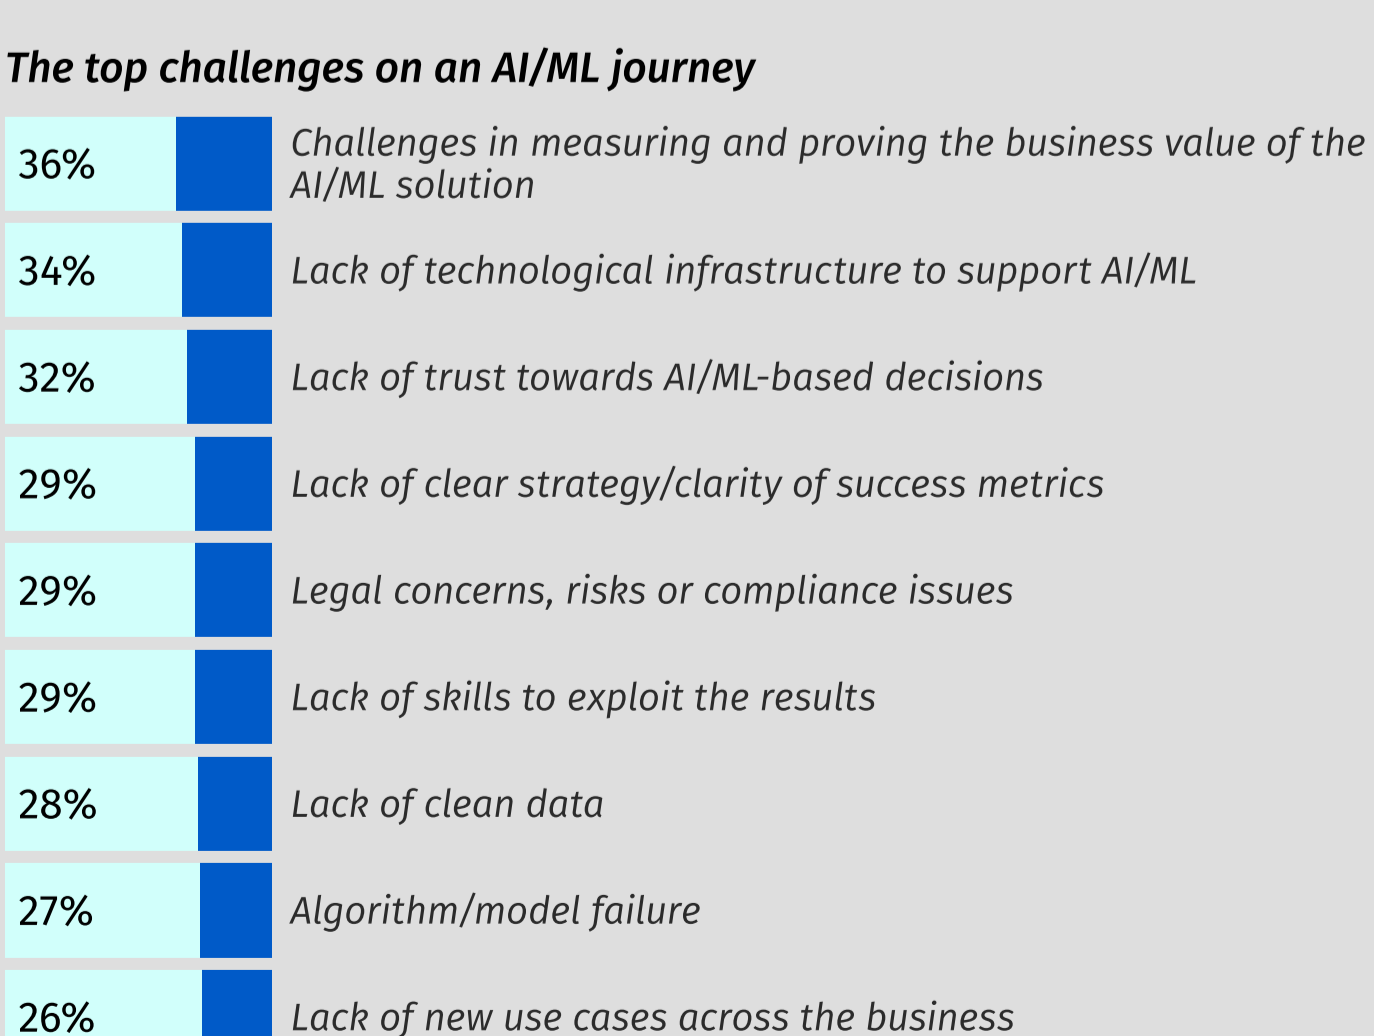 The top challenges on an AI/ML journey
36%
Challenges in measuring and proving the business value of the
AI/ML solution
34%
Lack of technological infrastructure to support AI/ML
32%
Lack of trust towards AI/ML-based decisions
29%
Lack of clear strategy/clarity of success metrics
29%
Legal concerns, risks or compliance issues
29%
Lack of skills to exploit the results
28%
Lack of clean data
27%
Algorithm/model failure
26%
Lack of new use cases across the business